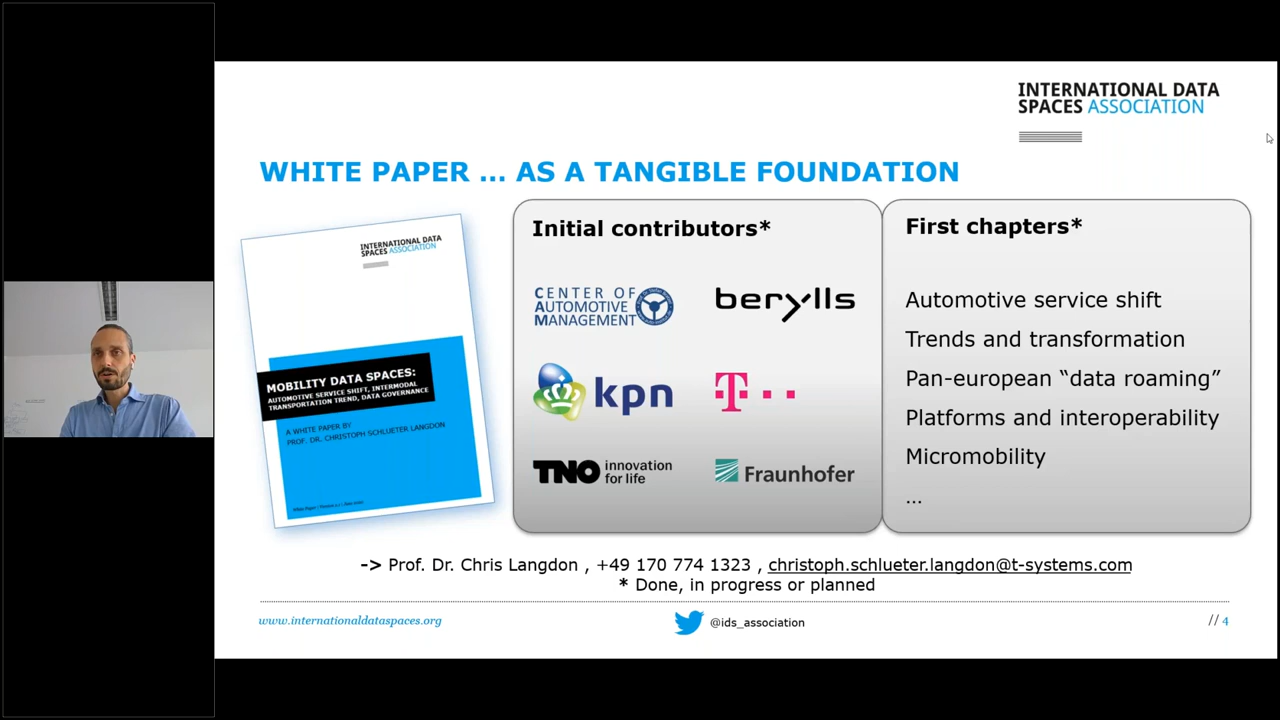 INTERNATIONAL DATA
SPACES ASSOCIATION
WHITE PAPER ... AS A TANGIBLE FOUNDATION
INTERNATIONAL DATA
SPACES ASSOCIATION
MOBILITY DATA SPACES:
AUTOMOTIVE SERVICE SHIFT, INTERMODAL
TRANSPORTATION TREND, DATA GOVERNANCE
A WHITE PAPER BY
PROF. DR. CHRISTOPH SCHLUETER LANGDON
Initial contributors*
CENTER OF
AUTOMOTIVE
MANAGEMENT
berylls
kpn
T
TNO innovation
for life
Fraunhofer
First chapters*
Automotive service shift
Trends and transformation
Pan-european “data roaming”
Platforms and interoperability
Micromobility
...
-> Prof. Dr. Chris Langdon , +49 170 774 1323 , christoph.schlueter.langdon@t-systems.com
* Done, in progress or planned
www.internationaldataspaces.org
@ids_association
// 4